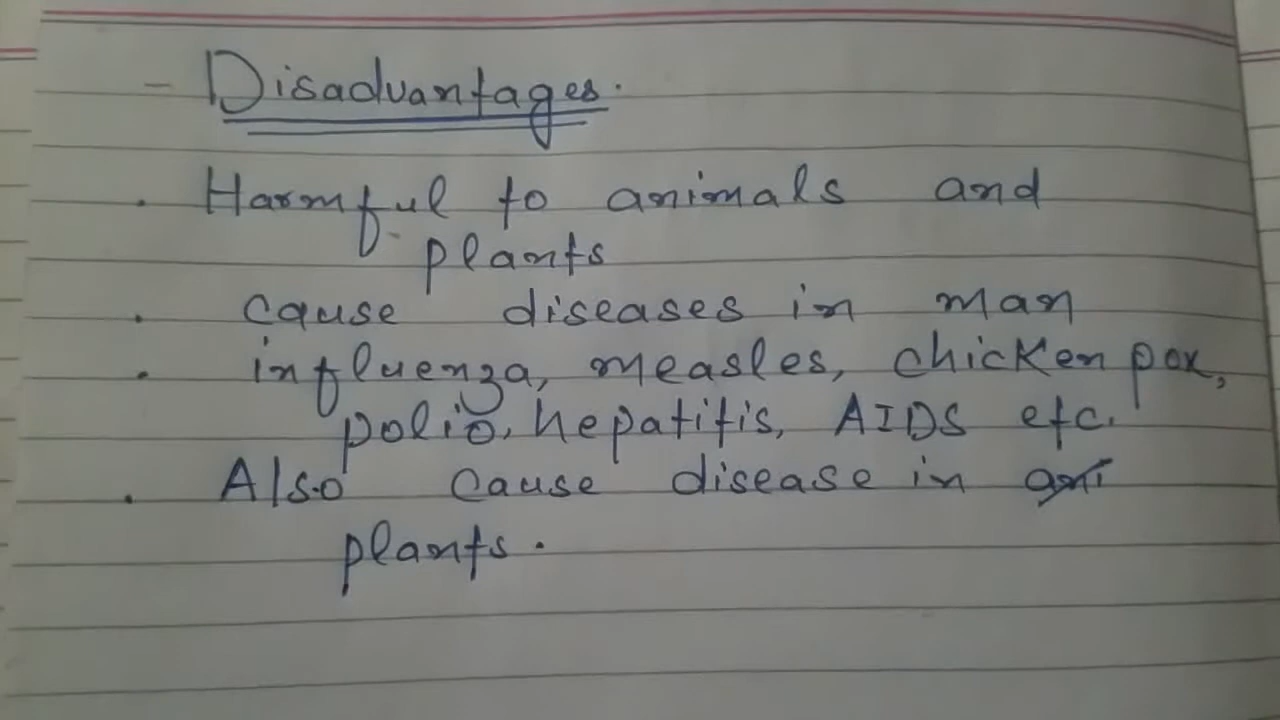 - Disadvantages.
. Harmful to animals and
plants
. cause diseases in man
. influenza, measles, chicken pox,
polio, hepatitis, AIDS etc.
. Also cause disease in ani
plants.